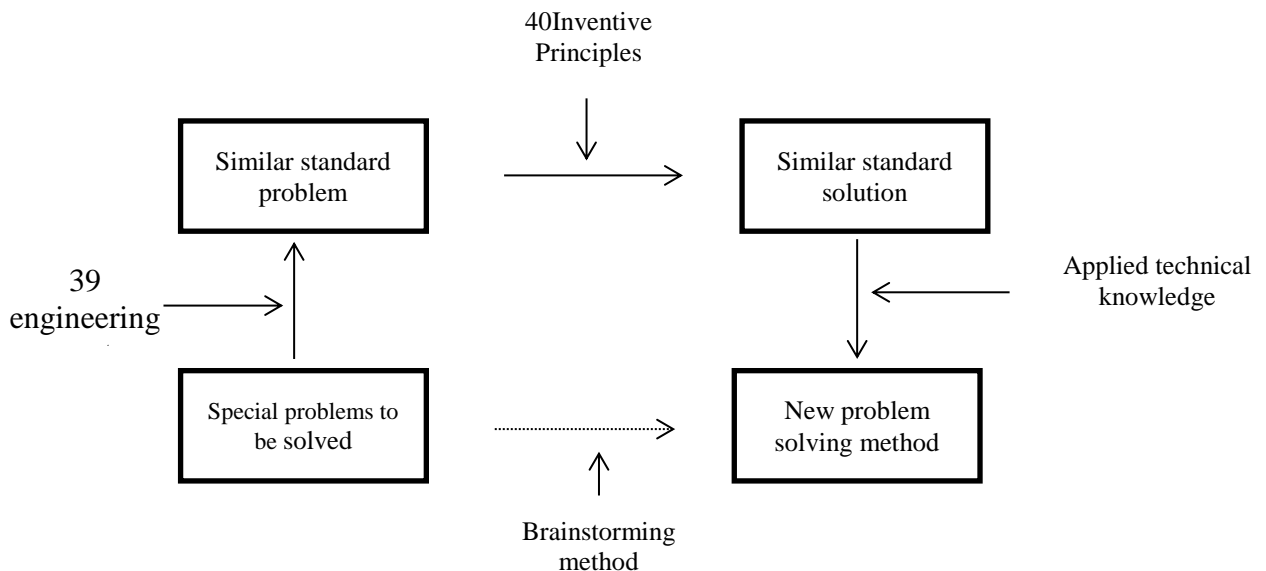 40Inventive
Principles
Similar standard
problem
Similar standard
solution
39
engineering
Applied technical
knowledge
Special problems to
be solved
New problem
solving method
Brainstorming
method